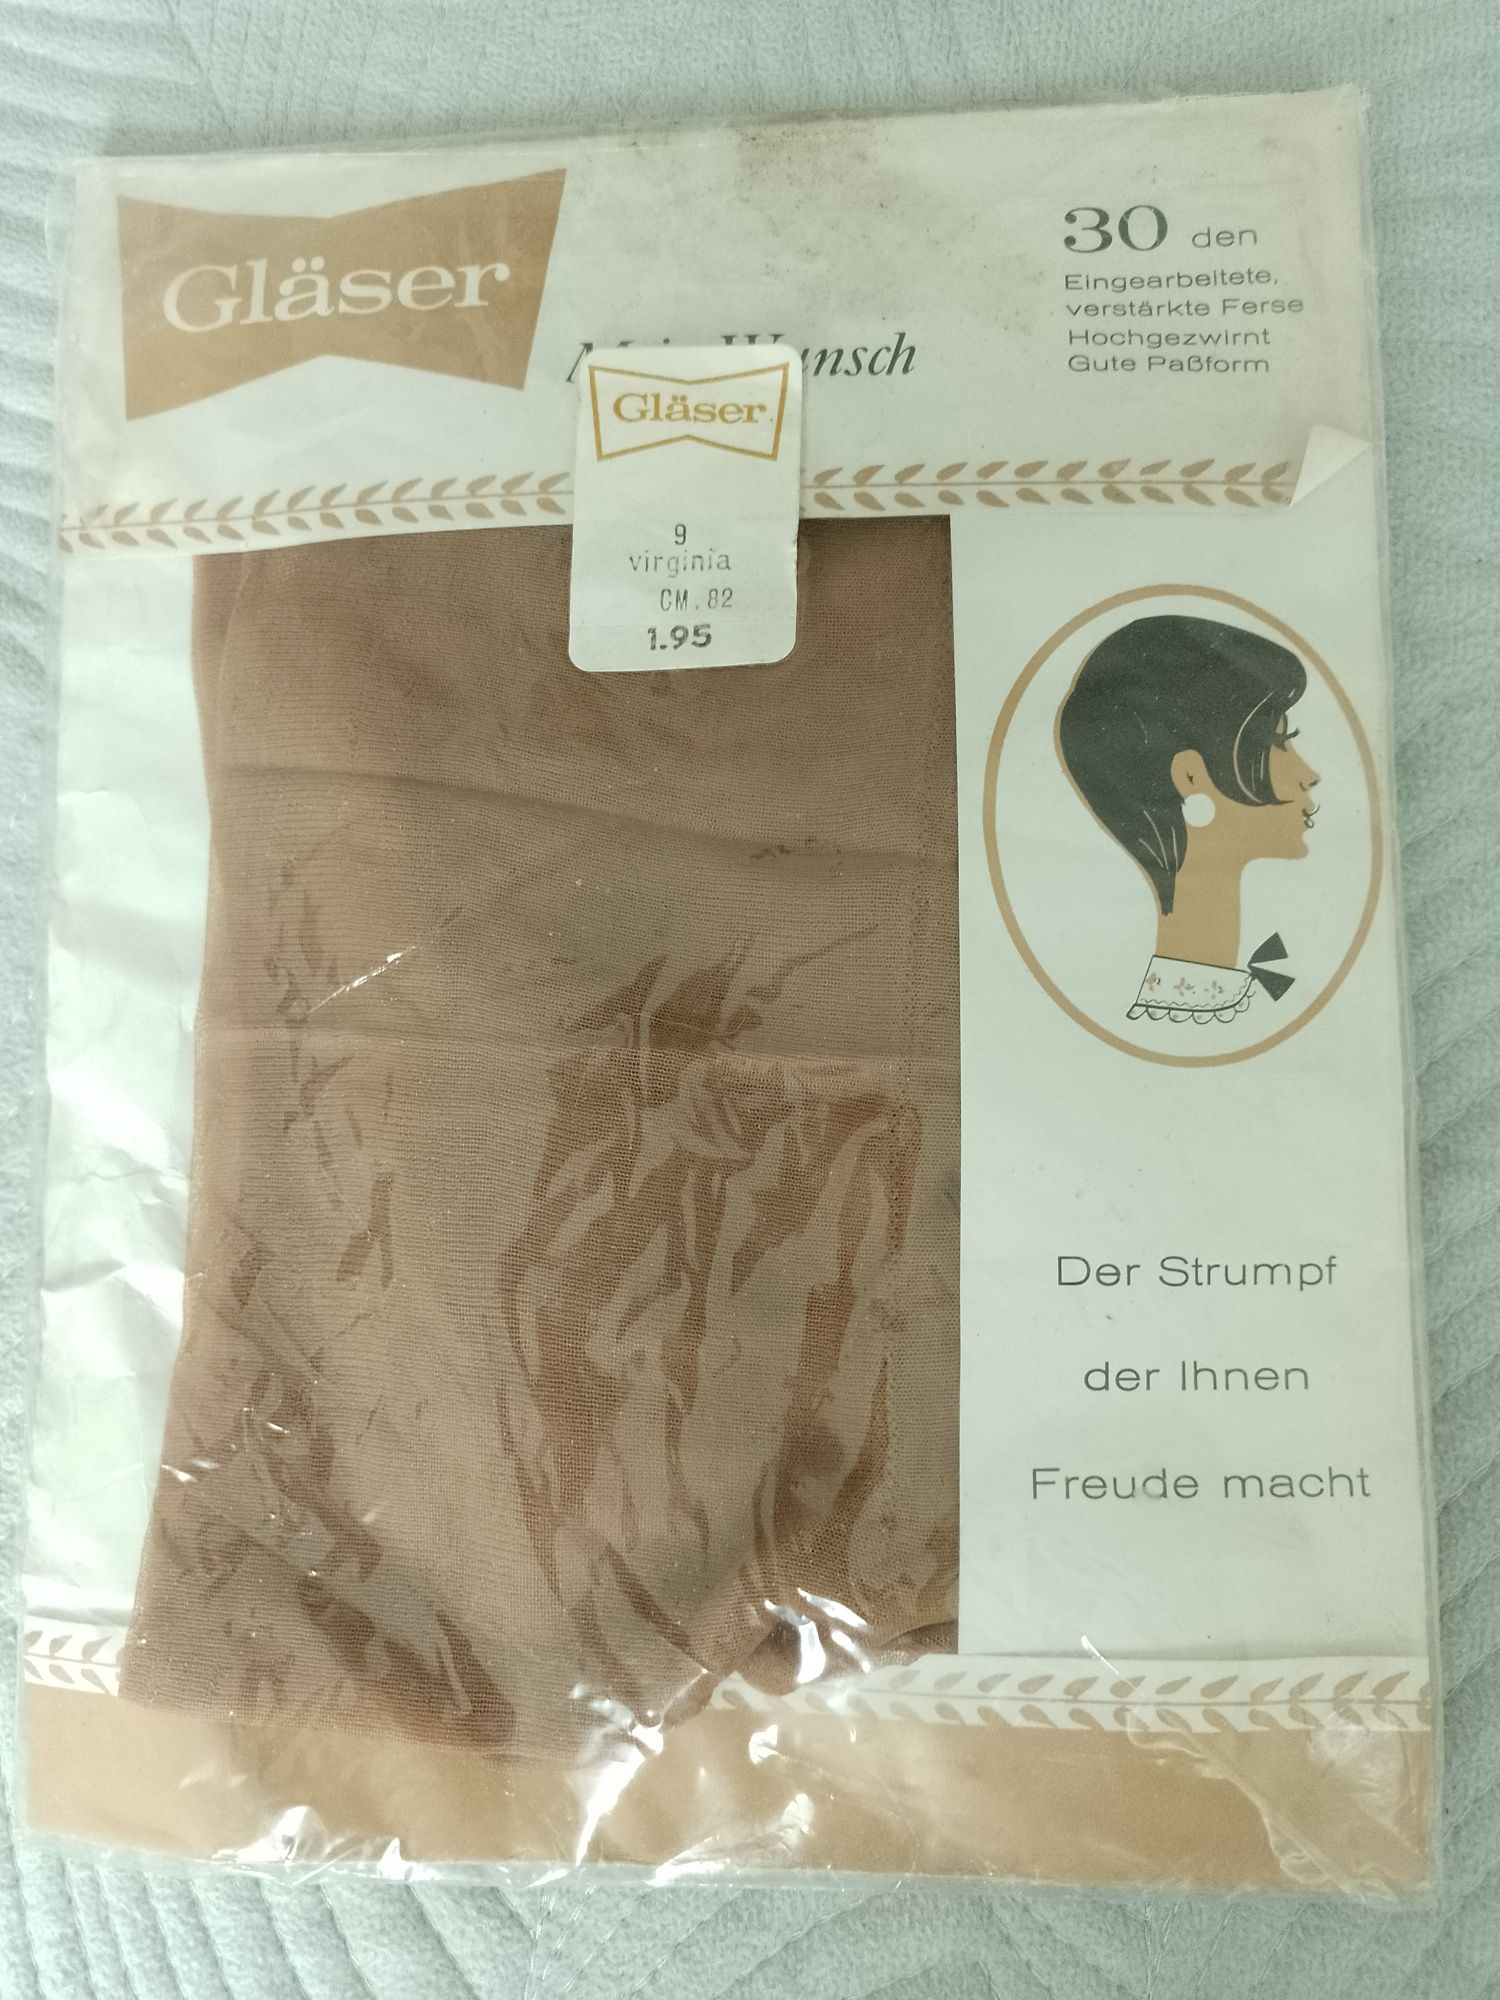 Gläser
30 den
Eingearbeitete,
verstärkte Ferse
Hochgezwirnt
Gute Paßform
Gläser
9
virginia
CM.82
1.95
Der Strumpf
der Ihnen
Freude macht